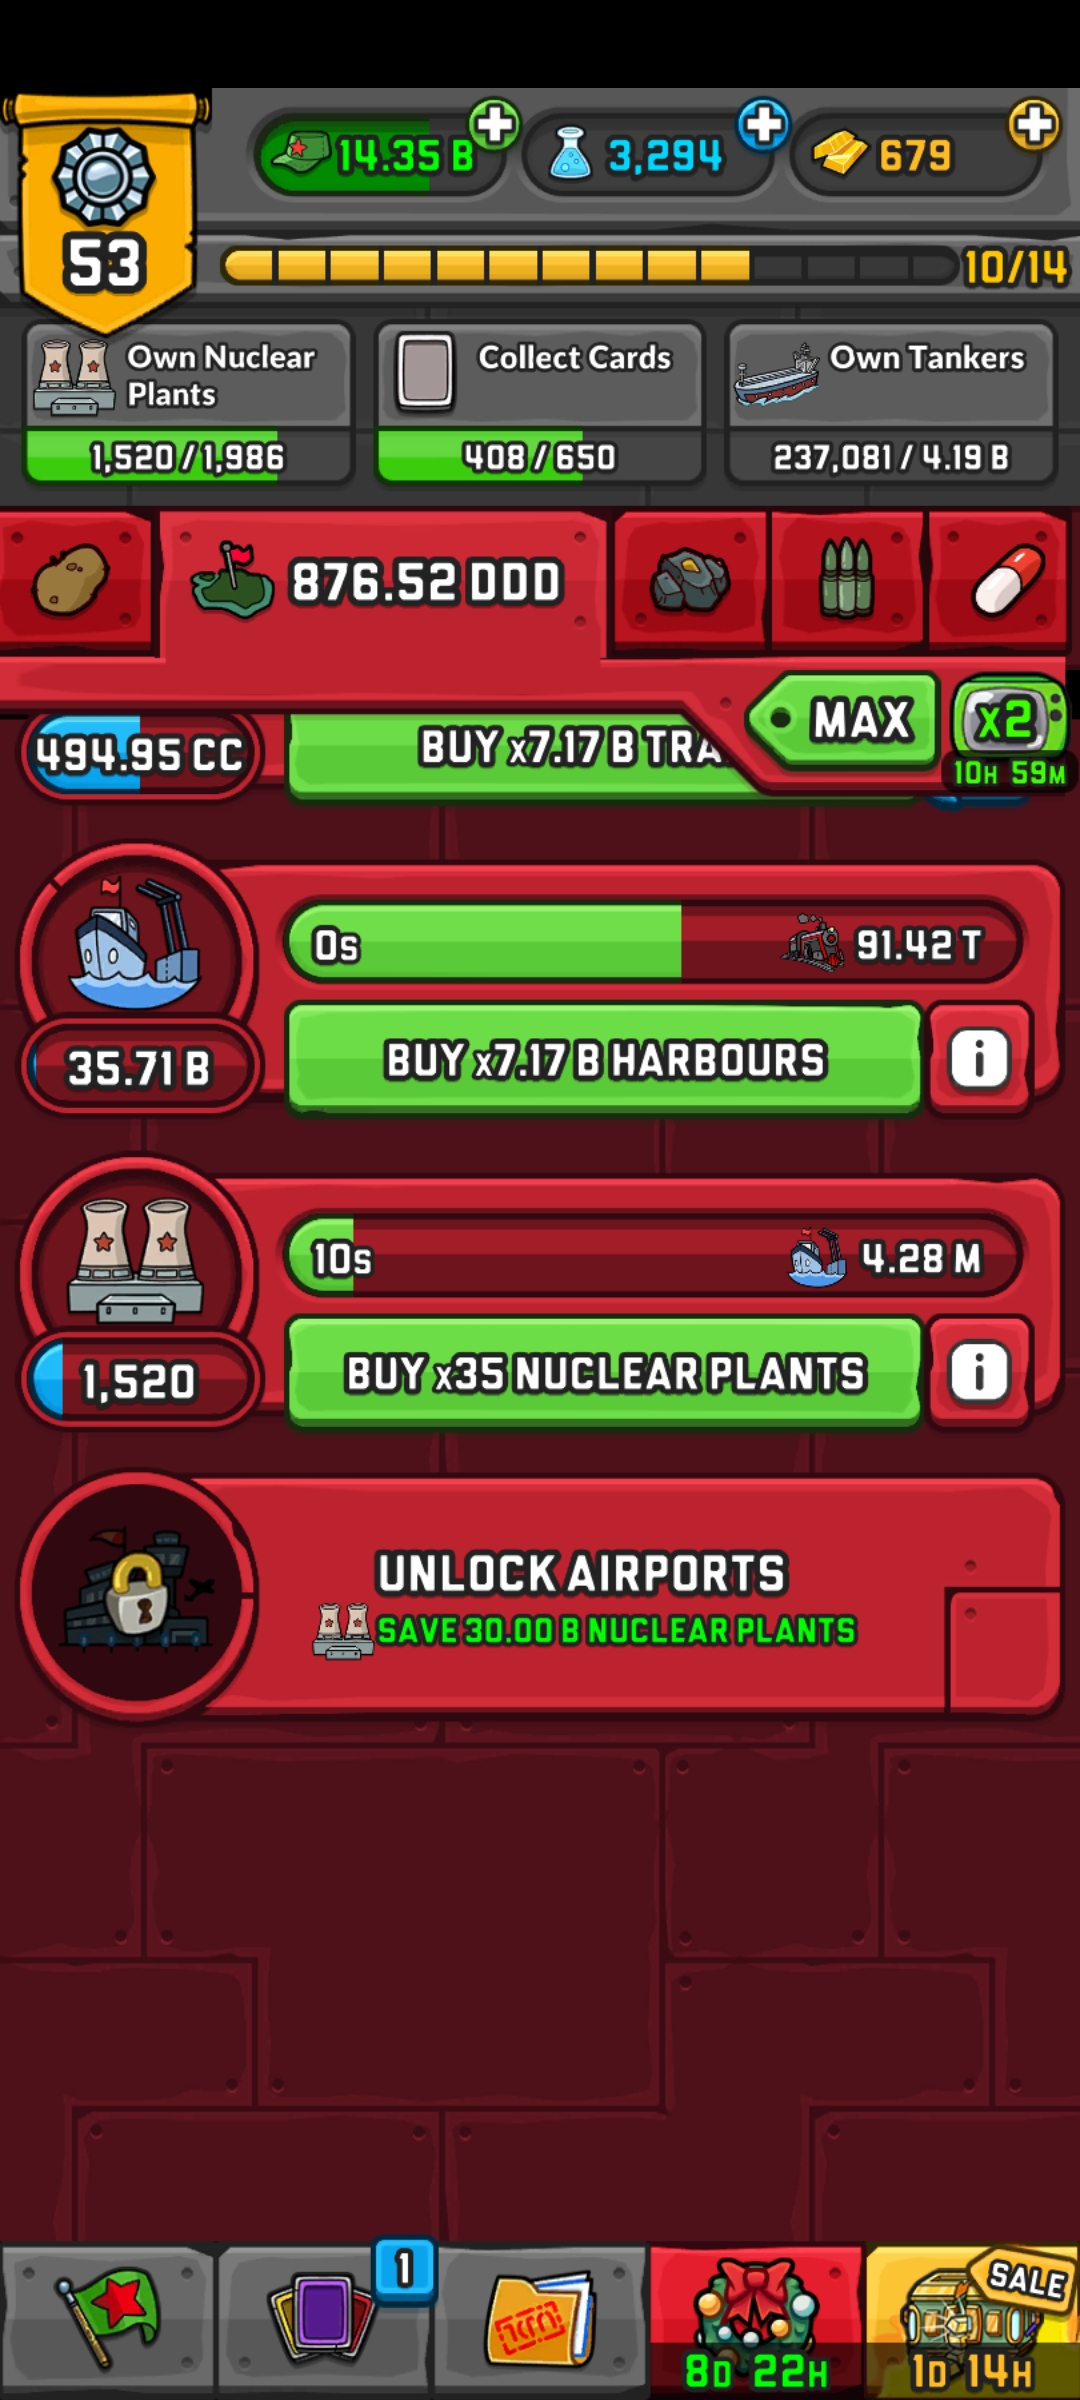 14.35 B
3,294
679
53
10/14
Own Nuclear
Plants
Collect Cards
Own Tankers
1,520/1,986
408/650
237,081/4.19 B
876.52 DDD
MAX
x2
10H 59M
494.95 CC
BUY x7.17 B TRA
0s
91.42 T
35.71 B
BUY x7.17 B HARBOURS
i
10s
4.28 M
1,520
BUY x35 NUCLEAR PLANTS
i
UNLOCK AIRPORTS
SAVE 30.00 B NUCLEAR PLANTS
1
SALE
8D 22H
1D 14H